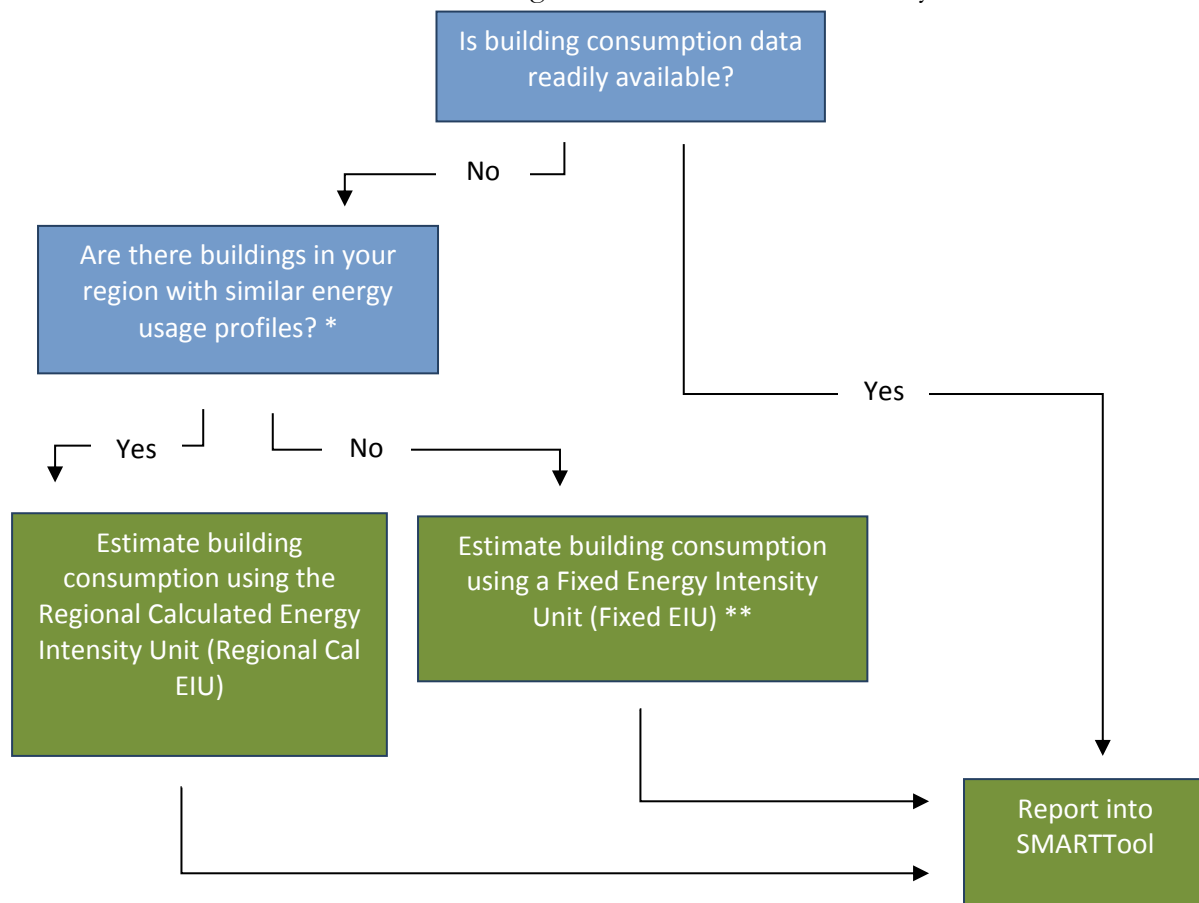 Is building consumption data
readily available?
No
Are there buildings in your
region with similar energy
usage profiles? *
Yes
Yes
No
Estimate building
consumption using the
Regional Calculated Energy
Intensity Unit (Regional Cal
EIU)
Estimate building consumption
using a Fixed Energy Intensity
Unit (Fixed EIU) **
Report into
SMARTTool